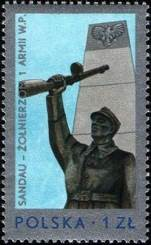 SANDAU – ŻOŁNIERZOM 1 ARMII W.P.
POLSKA · 1 ZŁ